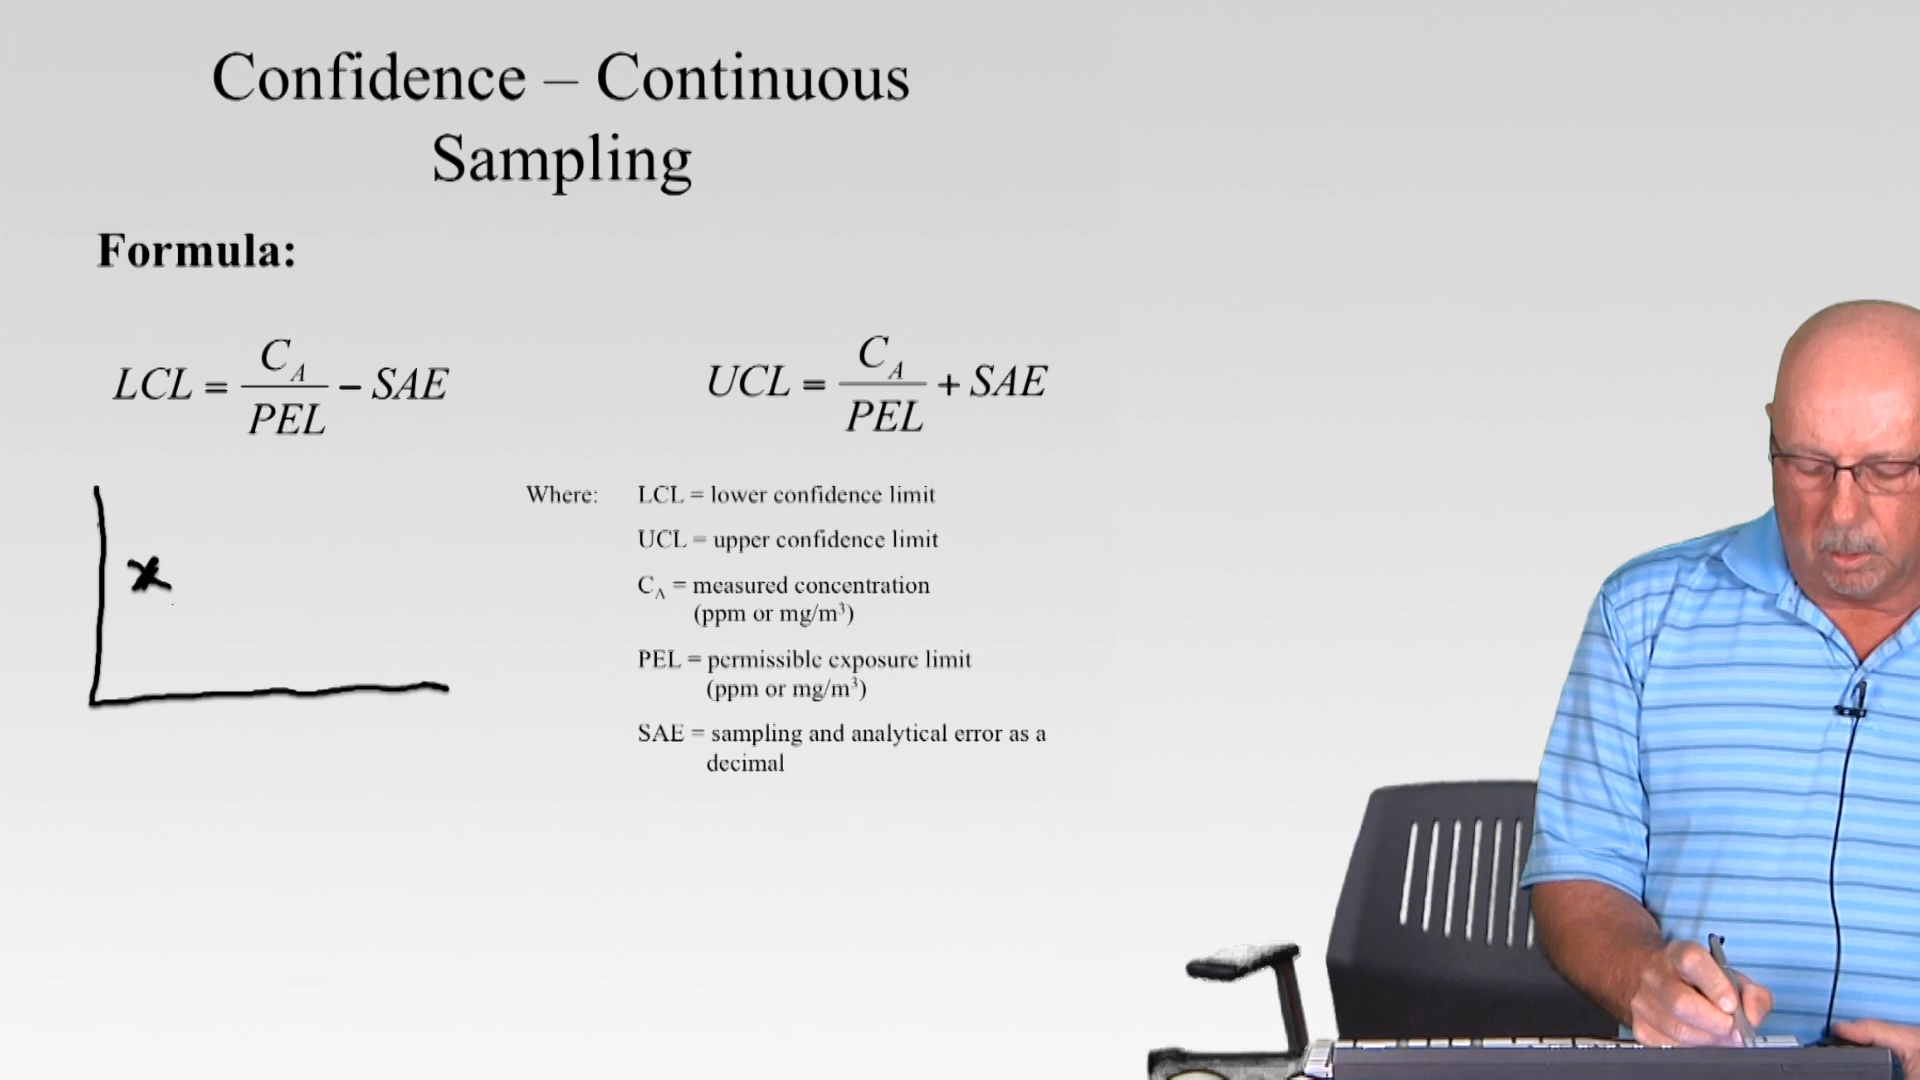 Confidence – Continuous
Sampling
Formula:
LCL = C_A / PEL − SAE
UCL = C_A / PEL + SAE
Where: LCL = lower confidence limit
UCL = upper confidence limit
C_A = measured concentration
(ppm or mg/m³)
PEL = permissible exposure limit
(ppm or mg/m³)
SAE = sampling and analytical error as a
decimal
x